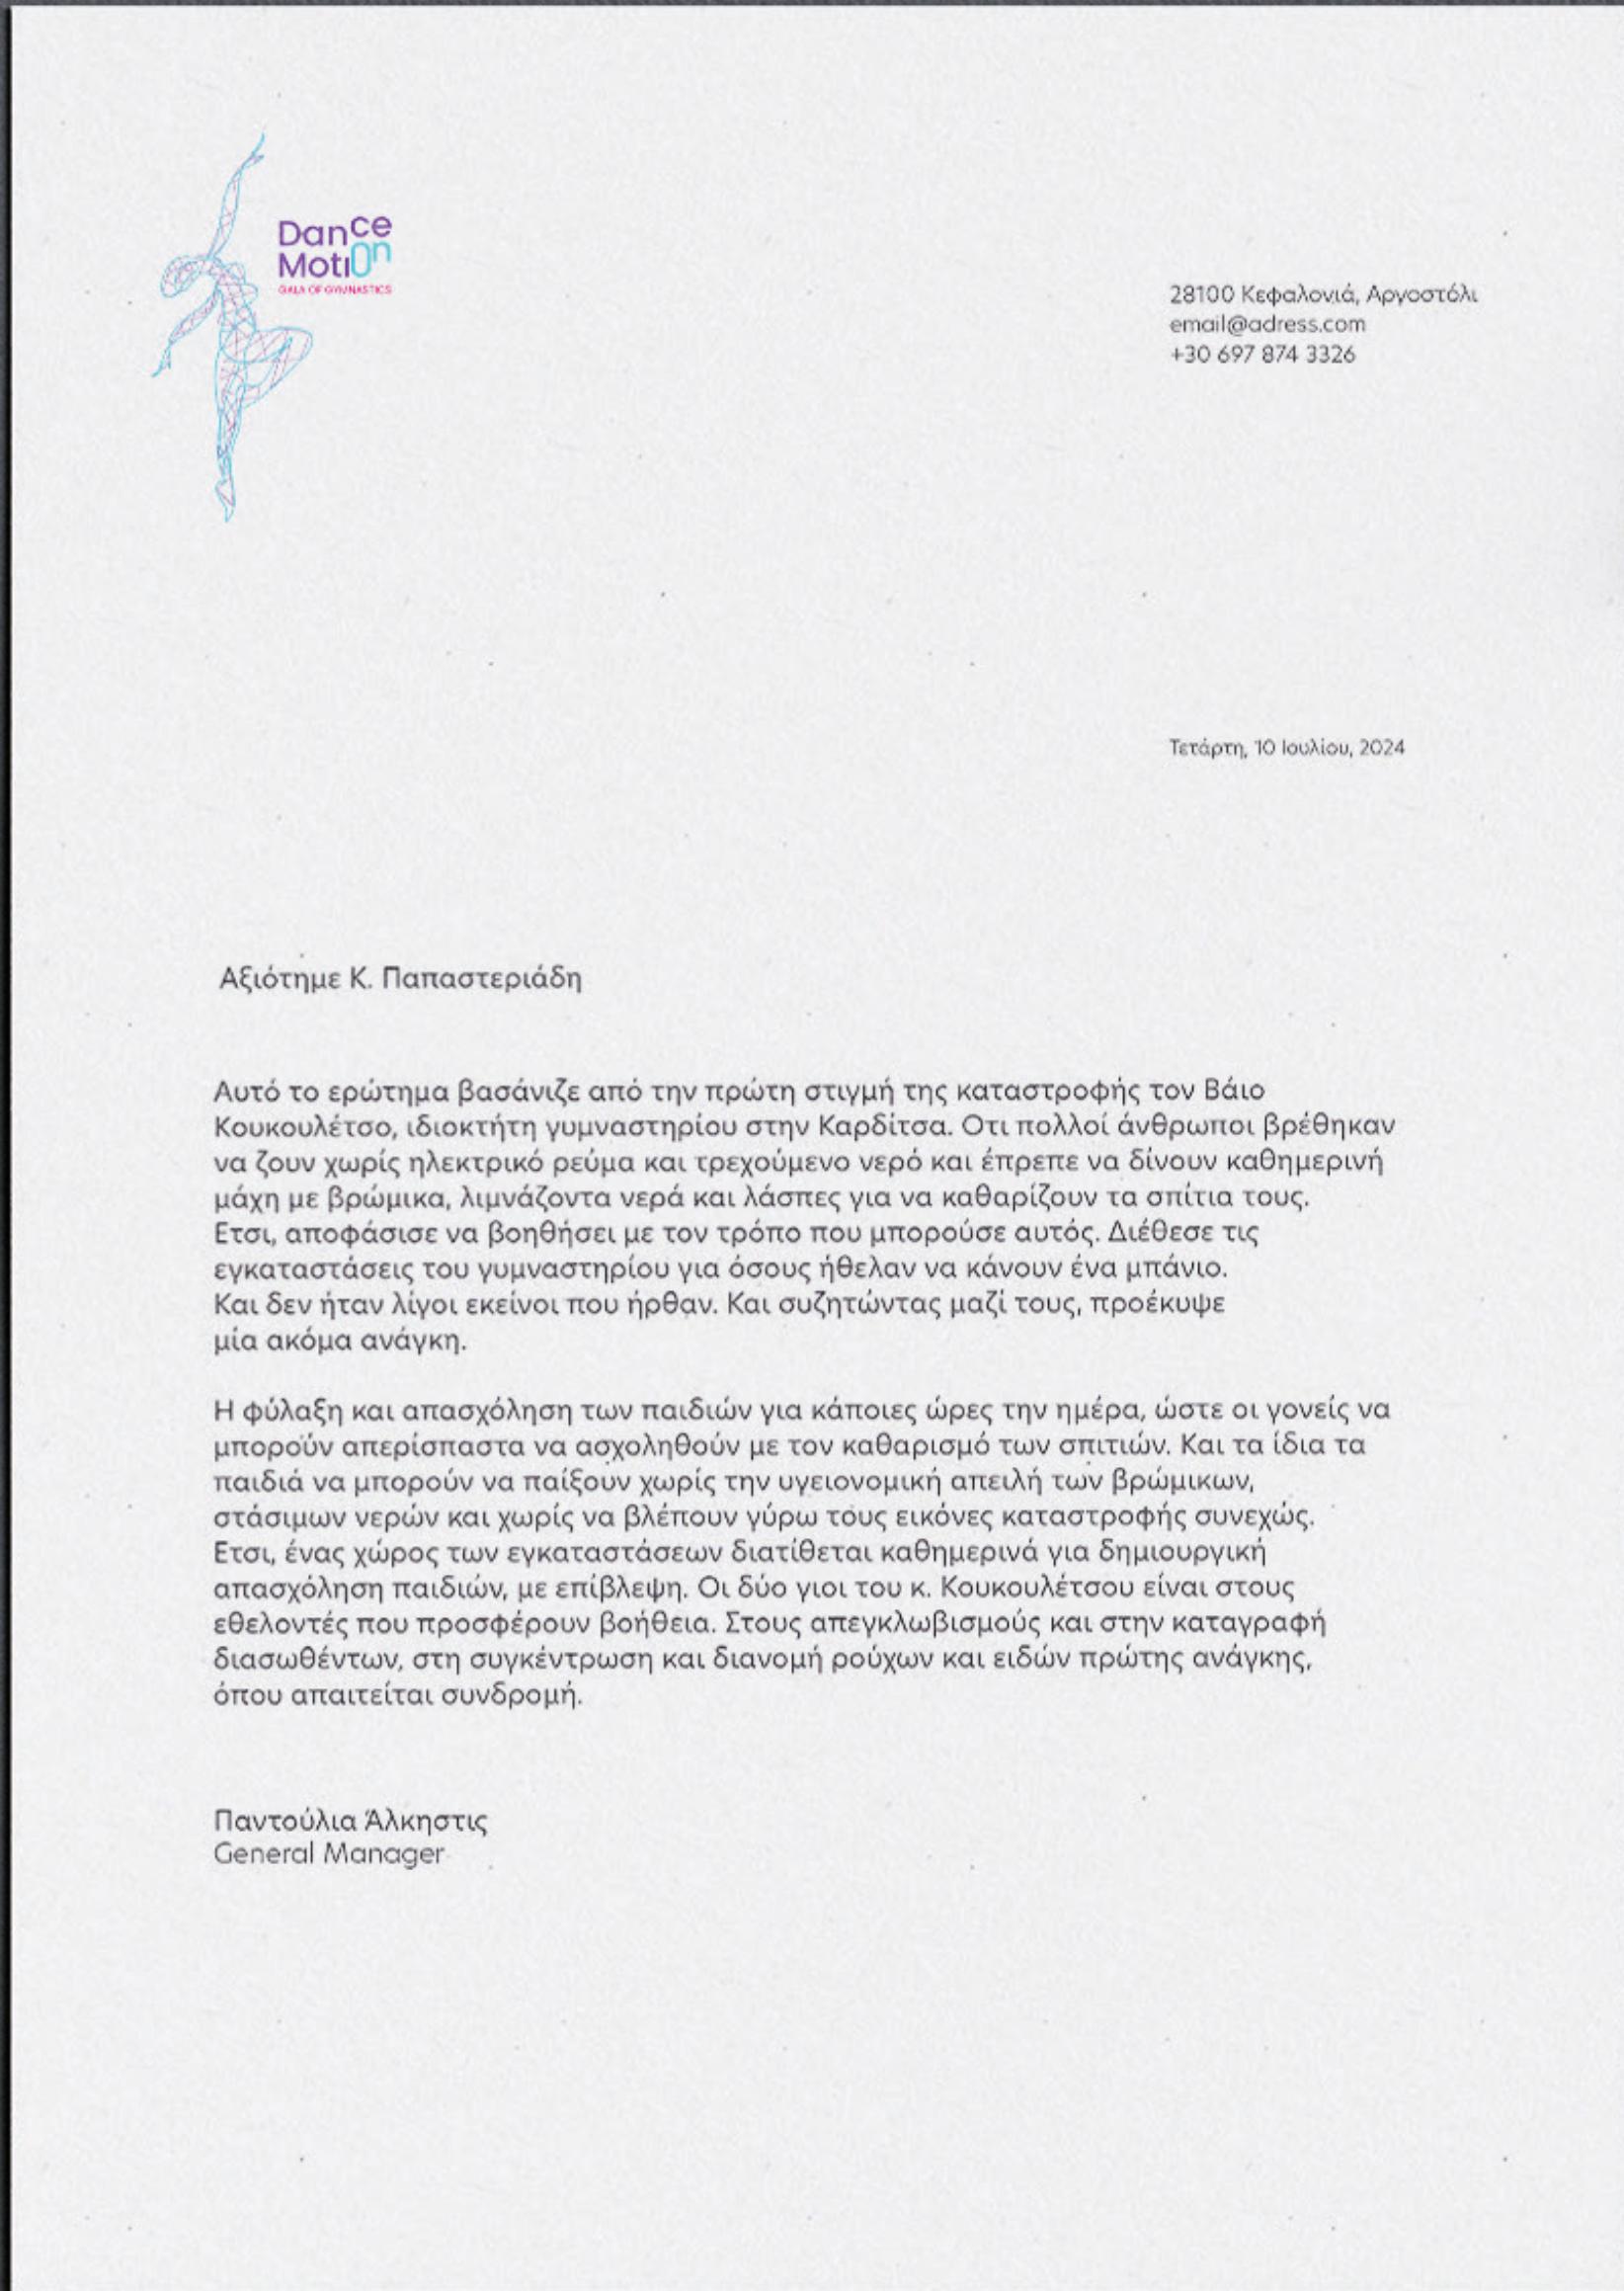 Dance
MotiOn
GALA OF GYMNASTICS
28100 Κεφαλονιά, Αργοστόλι
email@adress.com
+30 697 874 3326
Τετάρτη, 10 Ιουλίου, 2024
Αξιότημε Κ. Παπαστεριάδη
Αυτό το ερώτημα βασάνιζε από την πρώτη στιγμή της καταστροφής τον Βάιο
Κουκουλέτσο, ιδιοκτήτη γυμναστηρίου στην Καρδίτσα. Οτι πολλοί άνθρωποι βρέθηκαν
να ζουν χωρίς ηλεκτρικό ρεύμα και τρεχούμενο νερό και έπρεπε να δίνουν καθημερινή
μάχη με βρώμικα, λιμνάζοντα νερά και λάσπες για να καθαρίζουν τα σπίτια τους.
Ετσι, αποφάσισε να βοηθήσει με τον τρόπο που μπορούσε αυτός. Διέθεσε τις
εγκαταστάσεις του γυμναστηρίου για όσους ήθελαν να κάνουν ένα μπάνιο.
Και δεν ήταν λίγοι εκείνοι που ήρθαν. Και συζητώντας μαζί τους, προέκυψε
μία ακόμα ανάγκη.
Η φύλαξη και απασχόληση των παιδιών για κάποιες ώρες την ημέρα, ώστε οι γονείς να
μπορούν απερίσπαστα να ασχοληθούν με τον καθαρισμό των σπιτιών. Και τα ίδια τα
παιδιά να μπορούν να παίξουν χωρίς την υγειονομική απειλή των βρώμικων,
στάσιμων νερών και χωρίς να βλέπουν γύρω τους εικόνες καταστροφής συνεχώς.
Ετσι, ένας χώρος των εγκαταστάσεων διατίθεται καθημερινά για δημιουργική
απασχόληση παιδιών, με επίβλεψη. Οι δύο γιοι του κ. Κουκουλέτσου είναι στους
εθελοντές που προσφέρουν βοήθεια. Στους απεγκλωβισμούς και στην καταγραφή
διασωθέντων, στη συγκέντρωση και διανομή ρούχων και ειδών πρώτης ανάγκης,
όπου απαιτείται συνδρομή.
Παντούλια Άλκηστις
General Manager